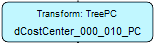 Transform: TreePC
dCostCenter_000_010_PC